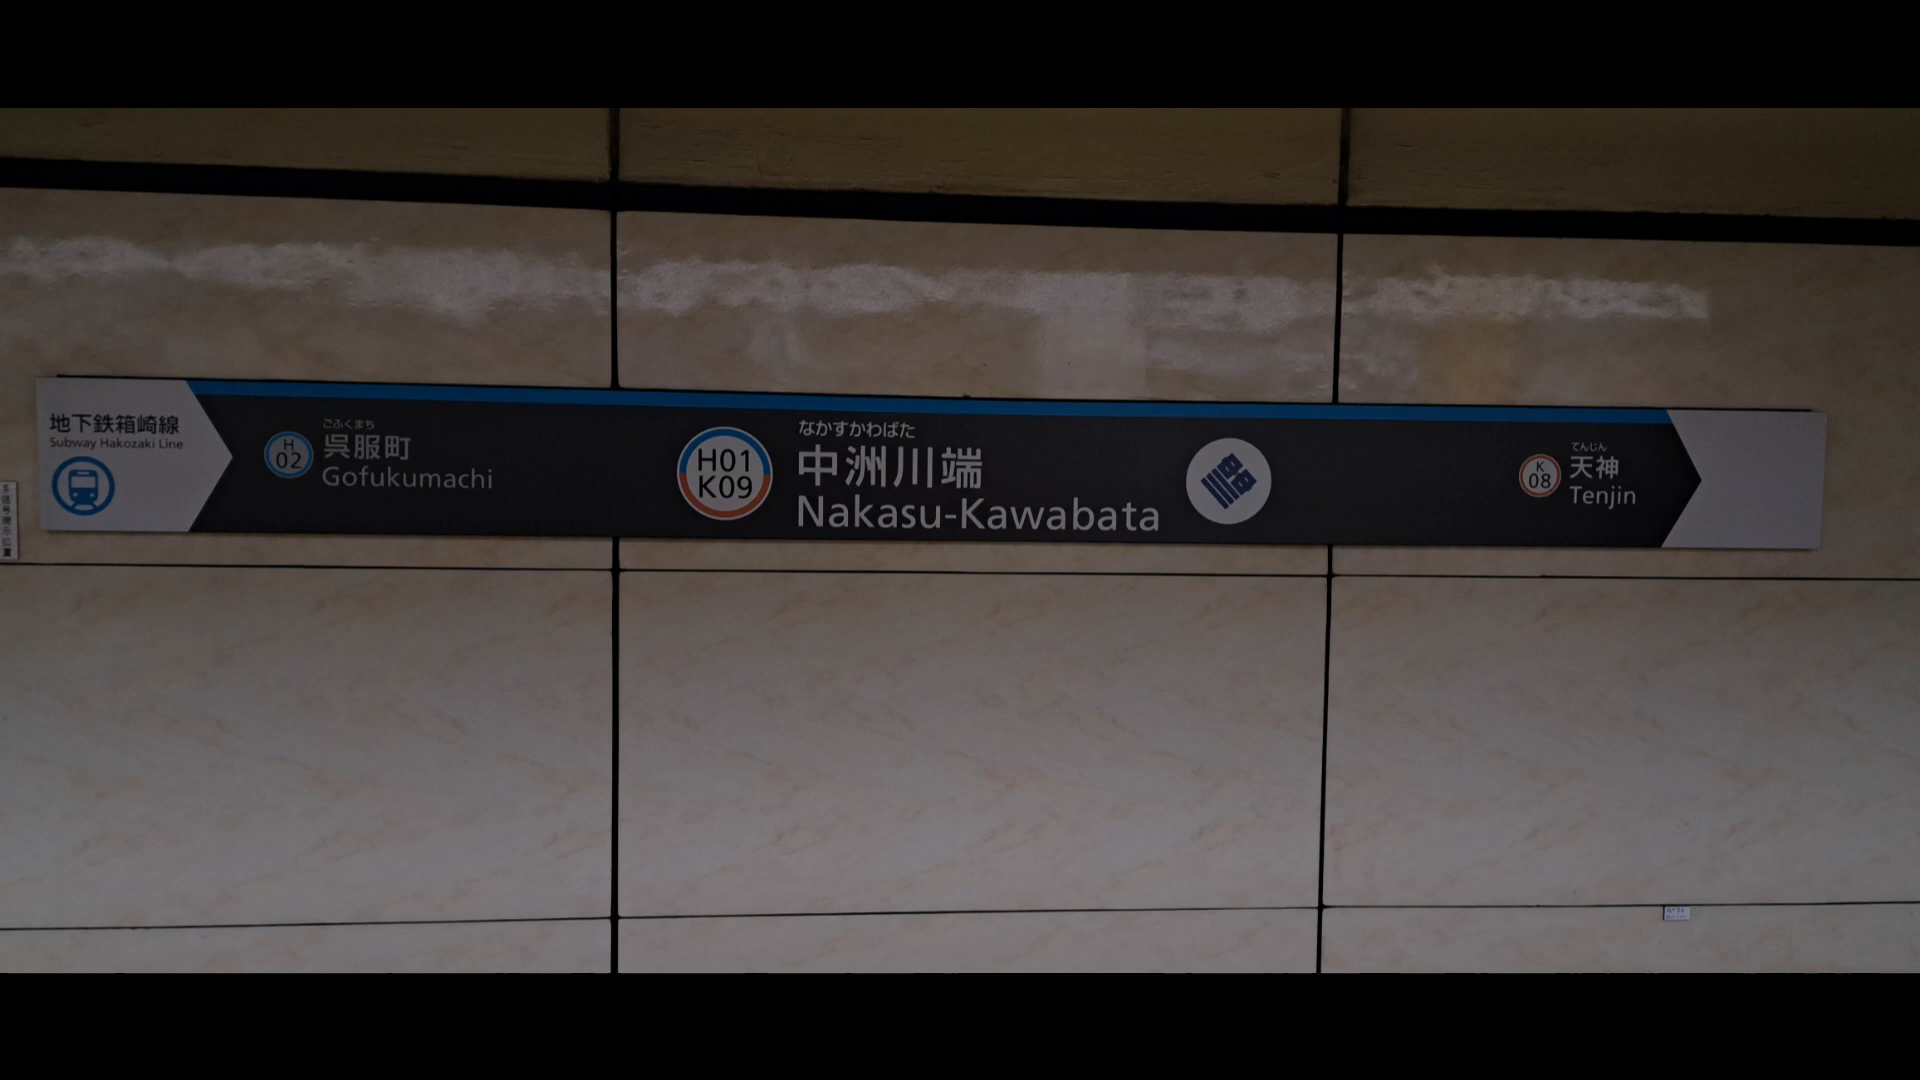 地下鉄箱崎線
Subway Hakozaki Line
H
02
ごふくまち
呉服町
Gofukumachi
H01
K09
なかすかわばた
中洲川端
Nakasu-Kawabata
K
08
てんじん
天神
Tenjin